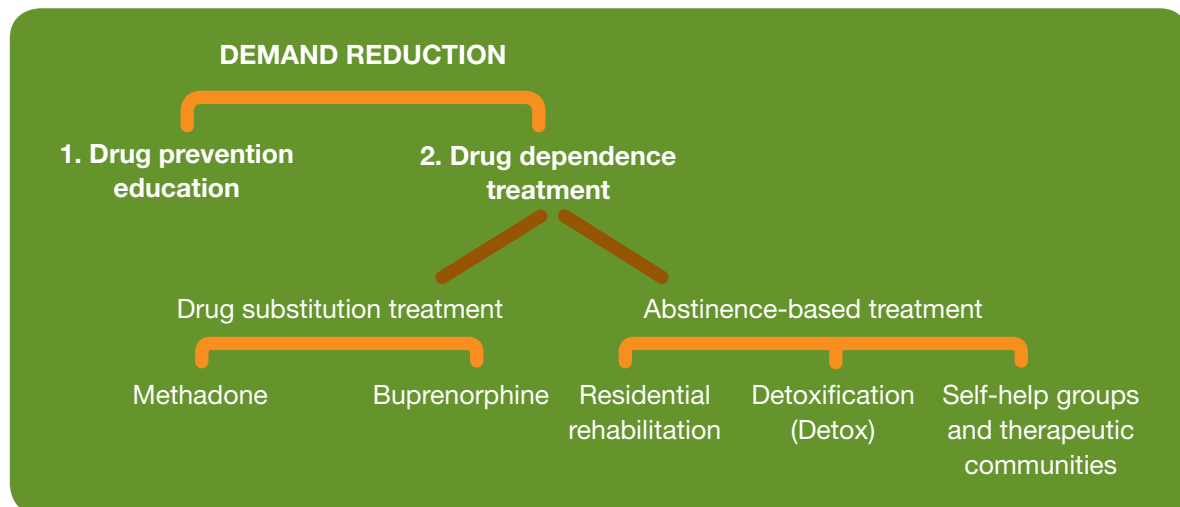 DEMAND REDUCTION
1. Drug prevention
education
2. Drug dependence
treatment
Drug substitution treatment
Abstinence-based treatment
Methadone
Buprenorphine
Residential
rehabilitation
Detoxification
(Detox)
Self-help groups
and therapeutic
communities